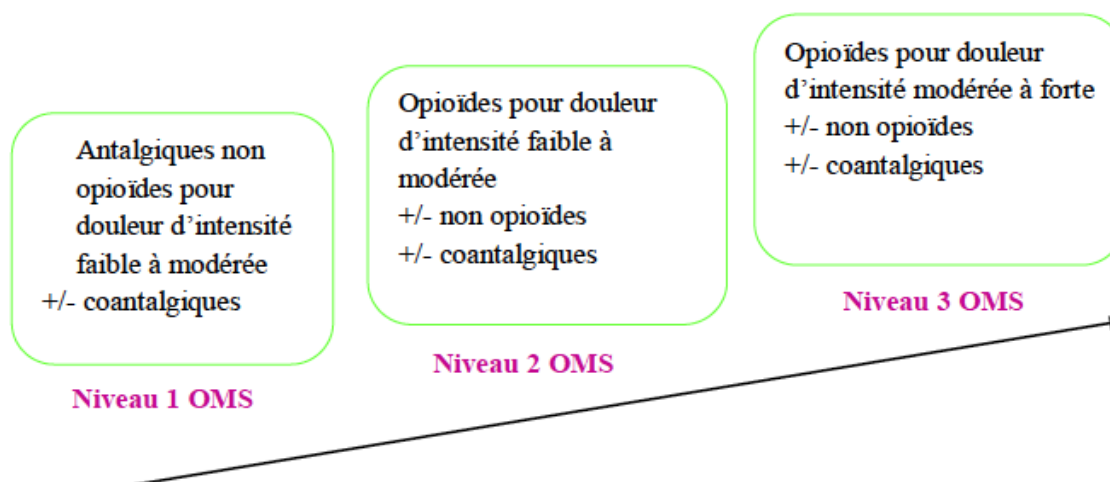 Antalgiques non
opioïdes pour
douleur d’intensité
faible à modérée
+/- coantalgiques
Niveau 1 OMS
Opioïdes pour douleur
d’intensité faible à
modérée
+/- non opioïdes
+/- coantalgiques
Niveau 2 OMS
Opioïdes pour douleur
d’intensité modérée à forte
+/- non opioïdes
+/- coantalgiques
Niveau 3 OMS